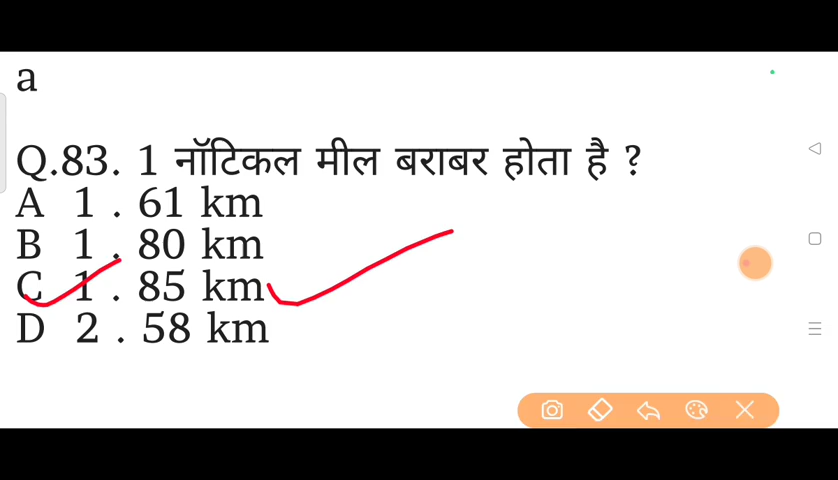 a
Q.83. 1 नॉटिकल मील बराबर होता है ?
A 1 . 61 km
B 1 . 80 km
C 1 . 85 km
D 2 . 58 km